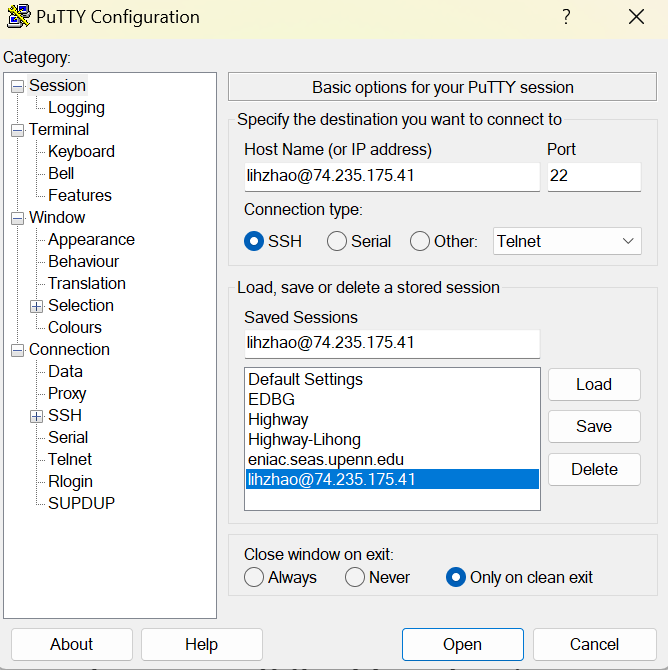 PuTTY Configuration
?
Category:
Session
Logging
Terminal
Keyboard
Bell
Features
Window
Appearance
Behaviour
Translation
Selection
Colours
Connection
Data
Proxy
SSH
Serial
Telnet
Rlogin
SUPDUP
Basic options for your PuTTY session
Specify the destination you want to connect to
Host Name (or IP address) Port
lihzhao@74.235.175.41 22
Connection type:
SSH Serial Other: Telnet
Load, save or delete a stored session
Saved Sessions
lihzhao@74.235.175.41
Default Settings
EDBG
Highway
Highway-Lihong
eniac.seas.upenn.edu
lihzhao@74.235.175.41
Load
Save
Delete
Close window on exit:
Always Never Only on clean exit
About Help Open Cancel